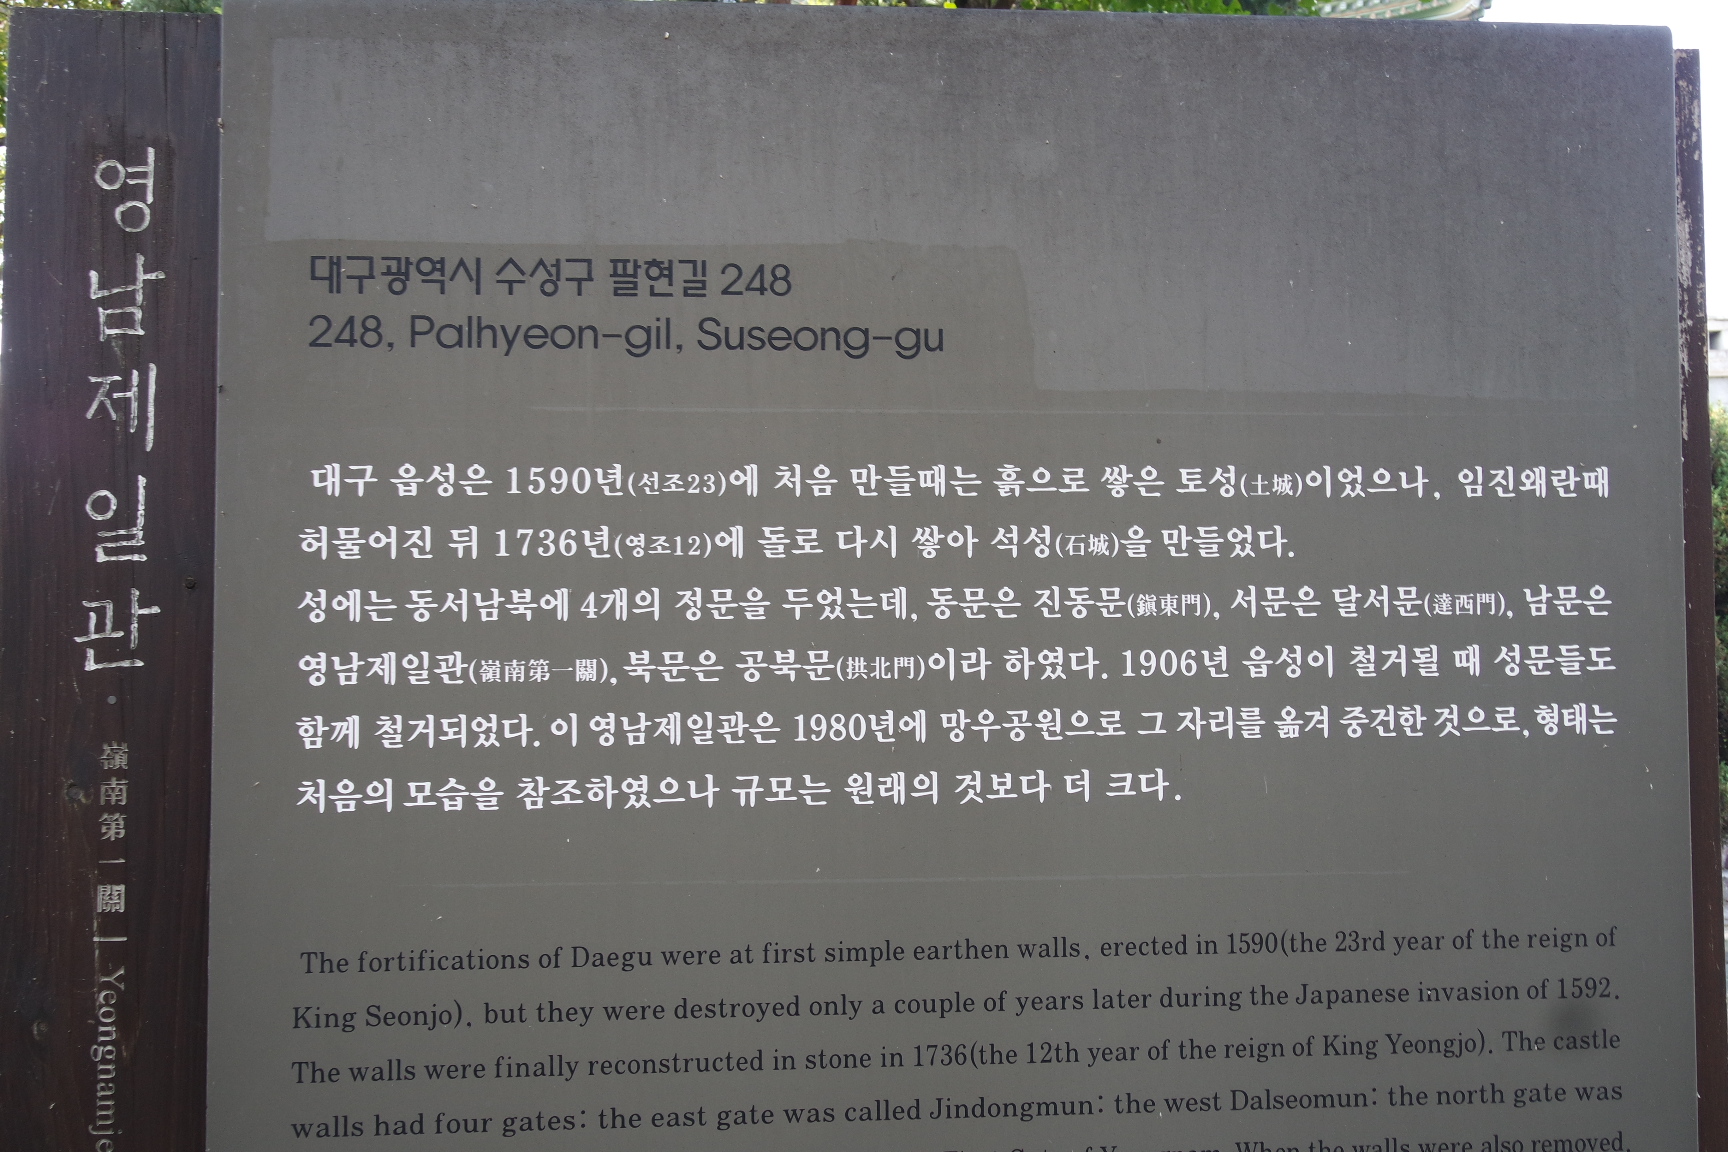 영남제일관 · 嶺南第一關 | Yeongnamje
대구광역시 수성구 팔현길 248
248, Palhyeon-gil, Suseong-gu
대구 읍성은 1590년(선조23)에 처음 만들때는 흙으로 쌓은 토성(土城)이었으나, 임진왜란때
허물어진 뒤 1736년(영조12)에 돌로 다시 쌓아 석성(石城)을 만들었다.
성에는 동서남북에 4개의 정문을 두었는데, 동문은 진동문(鎭東門), 서문은 달서문(達西門), 남문은
영남제일관(嶺南第一關), 북문은 공북문(拱北門)이라 하였다. 1906년 읍성이 철거될 때 성문들도
함께 철거되었다. 이 영남제일관은 1980년에 망우공원으로 그 자리를 옮겨 중건한 것으로, 형태는
처음의 모습을 참조하였으나 규모는 원래의 것보다 더 크다.
The fortifications of Daegu were at first simple earthen walls, erected in 1590(the 23rd year of the reign of
King Seonjo), but they were destroyed only a couple of years later during the Japanese invasion of 1592.
The walls were finally reconstructed in stone in 1736(the 12th year of the reign of King Yeongjo). The castle
walls had four gates: the east gate was called Jindongmun: the west Dalseomun: the north gate was
When the walls were also removed,